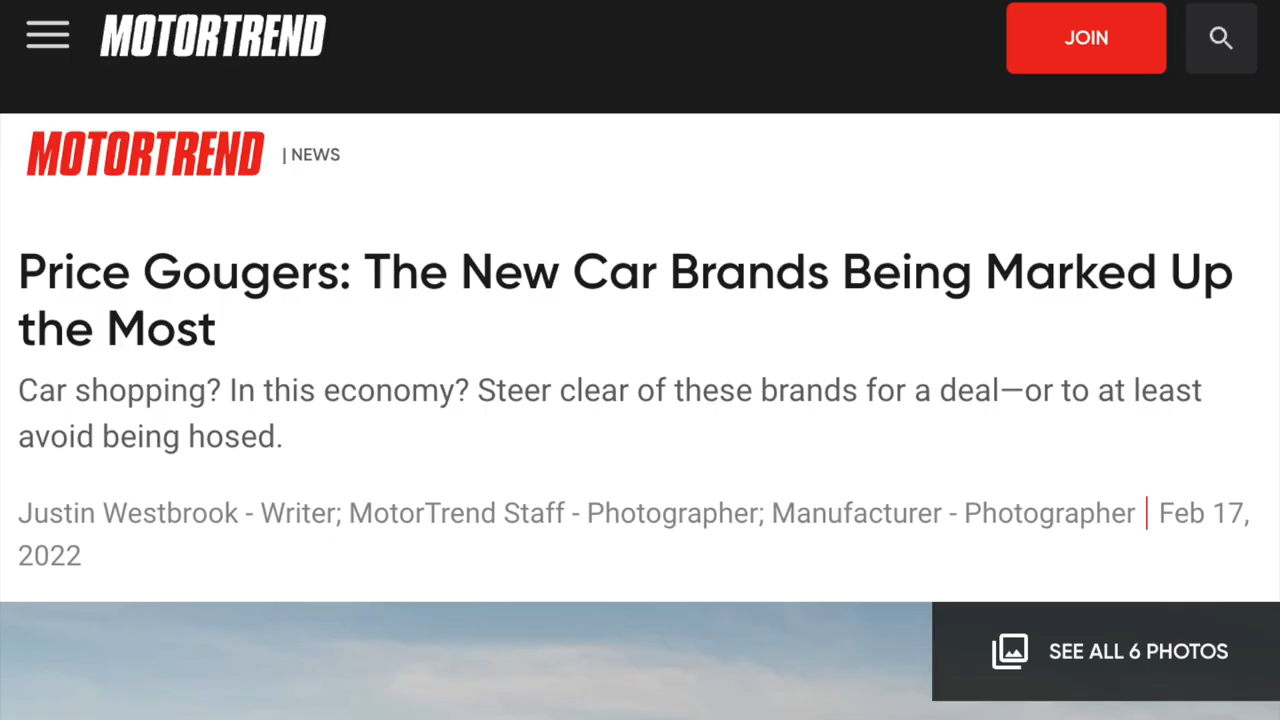 MOTORTREND
JOIN
MOTORTREND | NEWS
Price Gougers: The New Car Brands Being Marked Up
the Most
Car shopping? In this economy? Steer clear of these brands for a deal—or to at least
avoid being hosed.
Justin Westbrook - Writer; MotorTrend Staff - Photographer; Manufacturer - Photographer | Feb 17,
2022
SEE ALL 6 PHOTOS